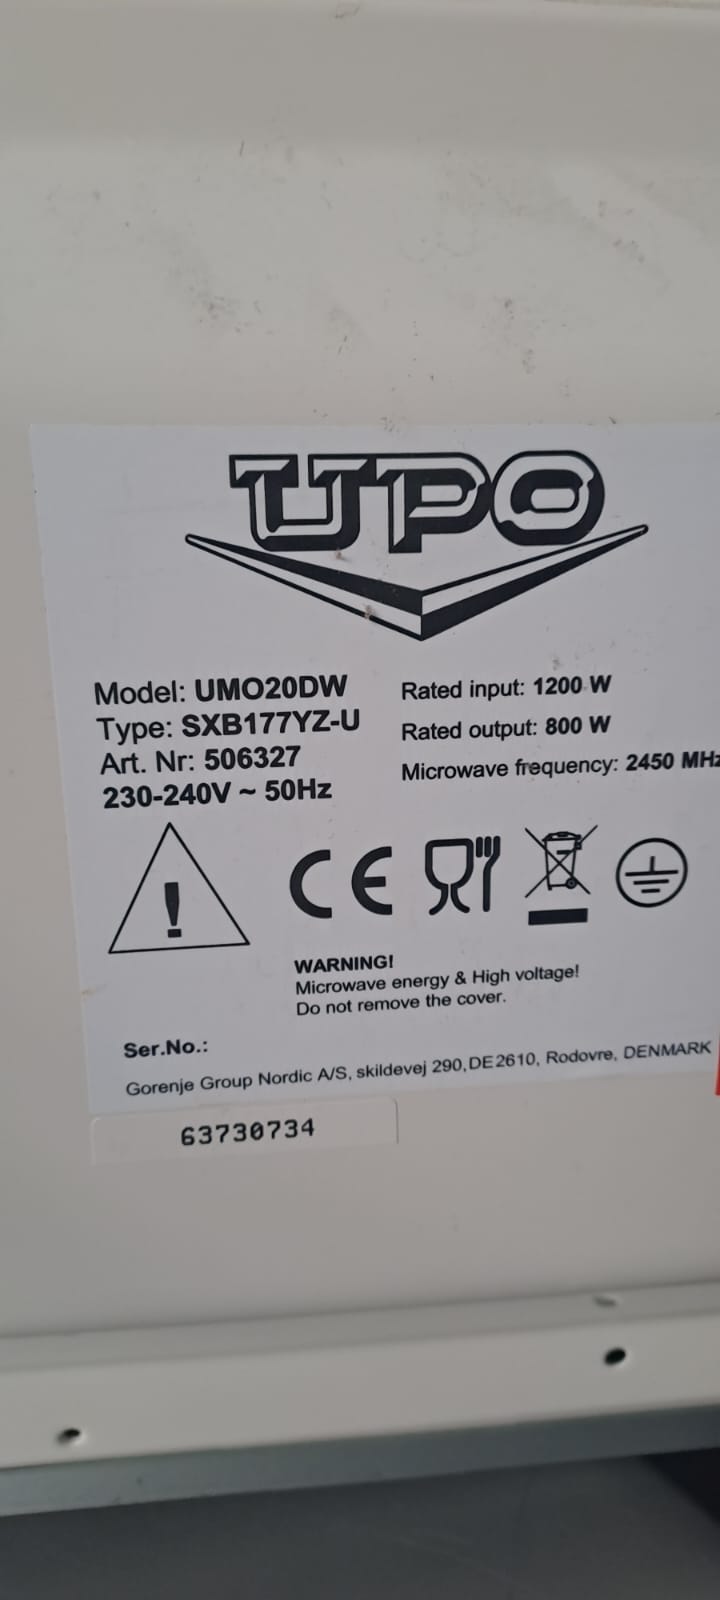 UPO
Model: UMO20DW
Type: SXB177YZ-U
Art. Nr: 506327
230-240V ~ 50Hz
Rated input: 1200 W
Rated output: 800 W
Microwave frequency: 2450 MHz
!
CE
WARNING!
Microwave energy & High voltage!
Do not remove the cover.
Ser.No.:
Gorenje Group Nordic A/S, skildevej 290,DE2610, Rodovre, DENMARK
63730734